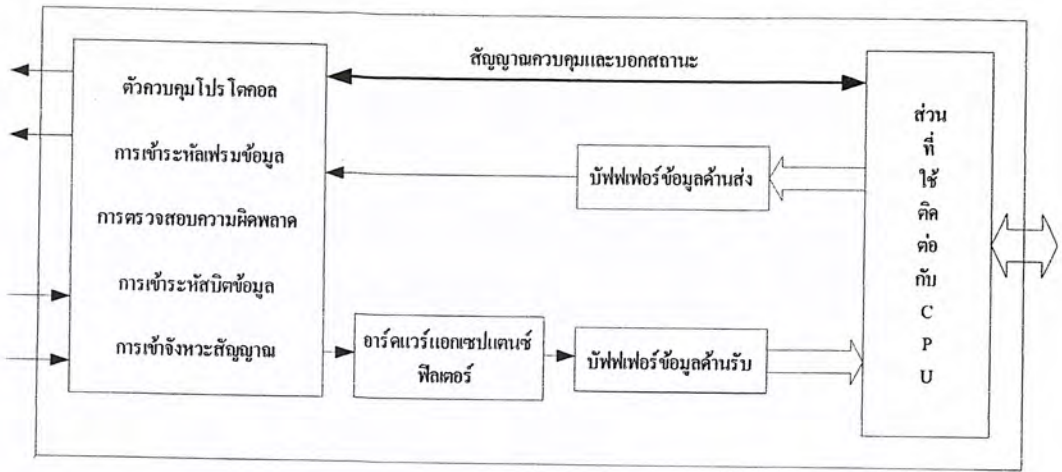 สัญญาณควบคุมและบอกสถานะ
ตัวควบคุมโปรโตคอล
การเข้าระหัลเฟรมข้อมูล
การตรวจสอบความผิดพลาด
การเข้าระหัสบิตข้อมูล
การเข้าจังหวะสัญญาณ
บัฟฟเฟอร์ข้อมูลด้านส่ง
อาร์คแวร์แอกเซปแตนซ์
ฟีลเตอร์
บัฟฟเฟอร์ข้อมูลด้านรับ
ส่วน
ที่
ใช้
ติด
ต่อ
กับ
C
P
U